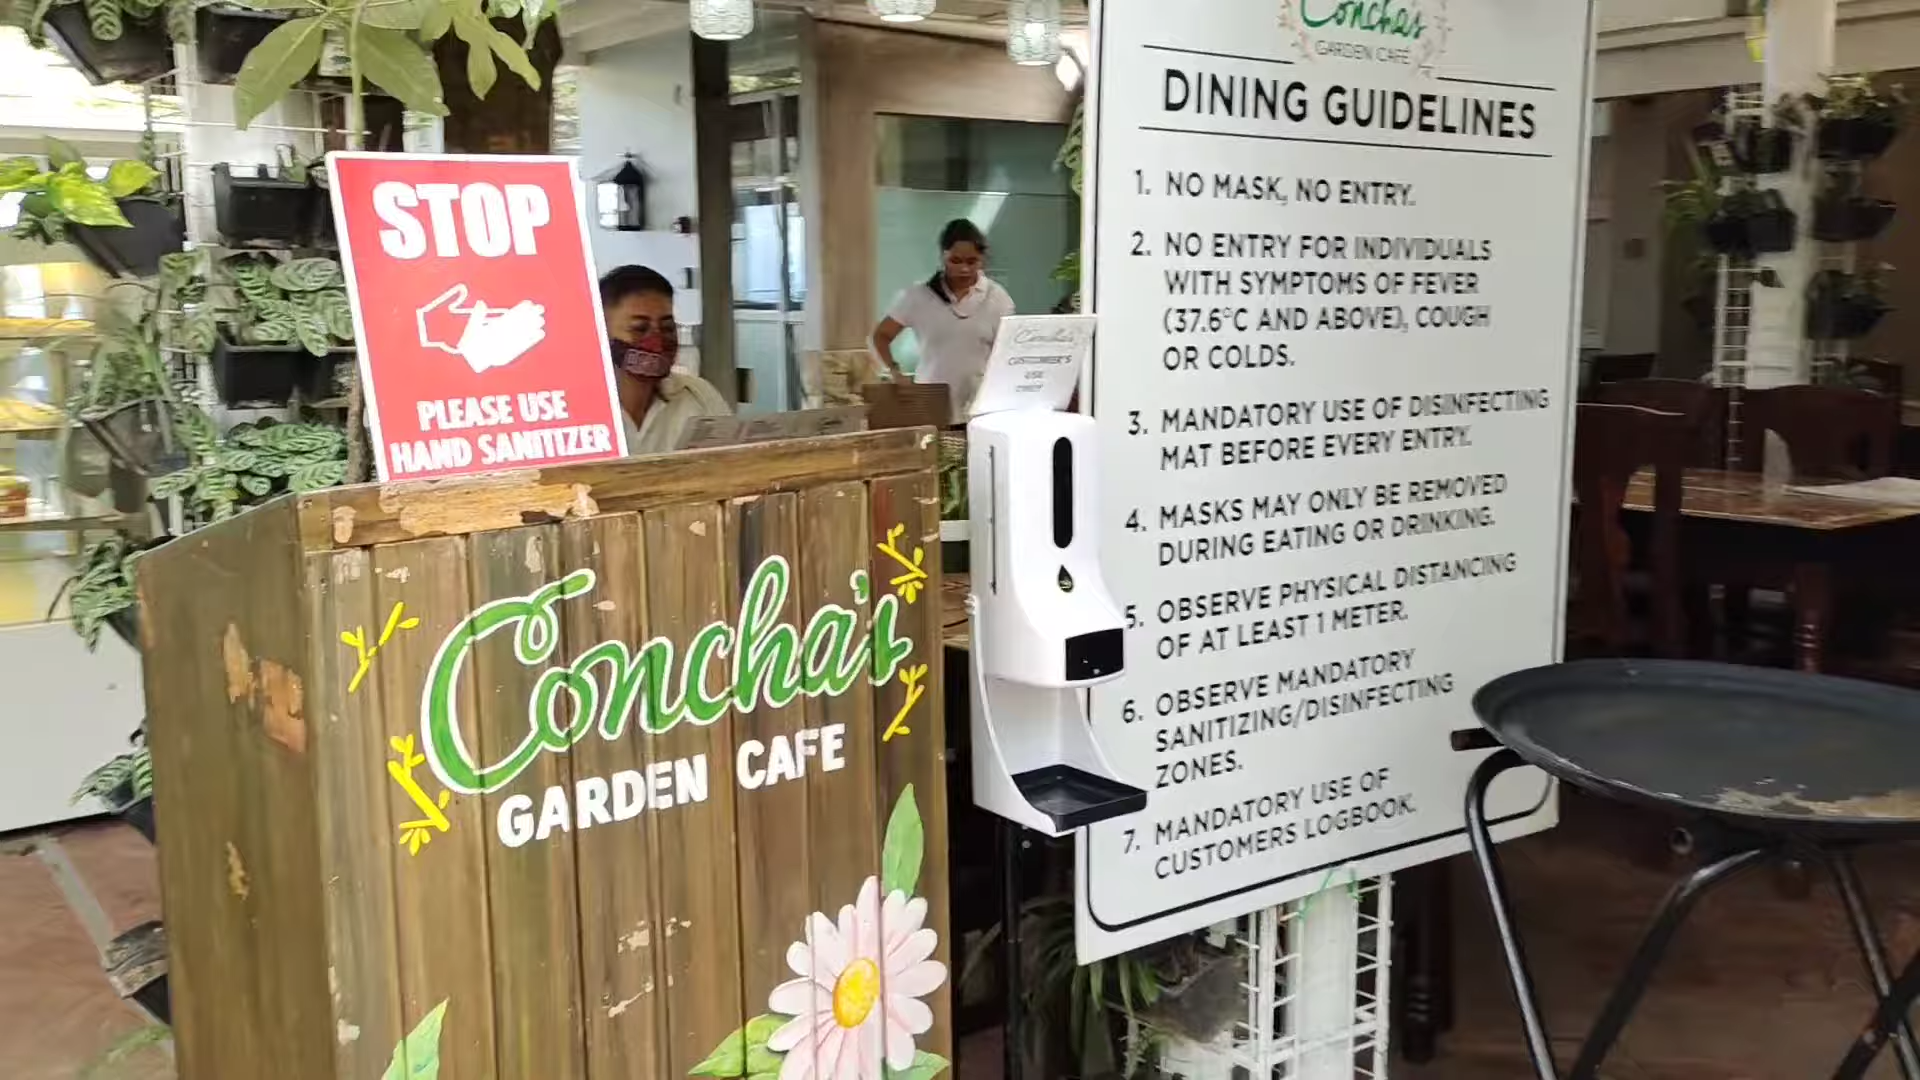 STOP
PLEASE USE
HAND SANITIZER
Concha's
GARDEN CAFE
Concha's
CUSTOMER'S
USE
ONLY
Concha's
GARDEN CAFÉ
DINING GUIDELINES
1. NO MASK, NO ENTRY.
2. NO ENTRY FOR INDIVIDUALS
WITH SYMPTOMS OF FEVER
(37.6°C AND ABOVE), COUGH
OR COLDS.
3. MANDATORY USE OF DISINFECTING
MAT BEFORE EVERY ENTRY.
4. MASKS MAY ONLY BE REMOVED
DURING EATING OR DRINKING.
5. OBSERVE PHYSICAL DISTANCING
OF AT LEAST 1 METER.
6. OBSERVE MANDATORY
SANITIZING/DISINFECTING
ZONES.
7. MANDATORY USE OF
CUSTOMERS LOGBOOK.